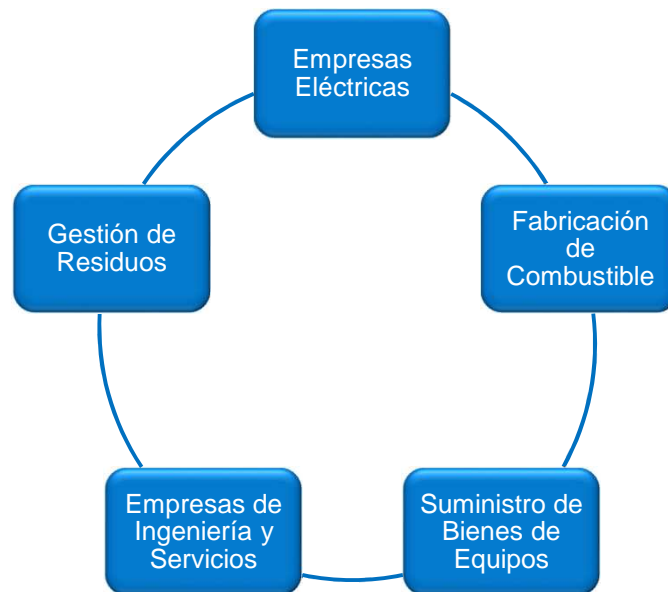 Empresas
Eléctricas
Fabricación
de
Combustible
Suministro de
Bienes de
Equipos
Empresas de
Ingeniería y
Servicios
Gestión de
Residuos